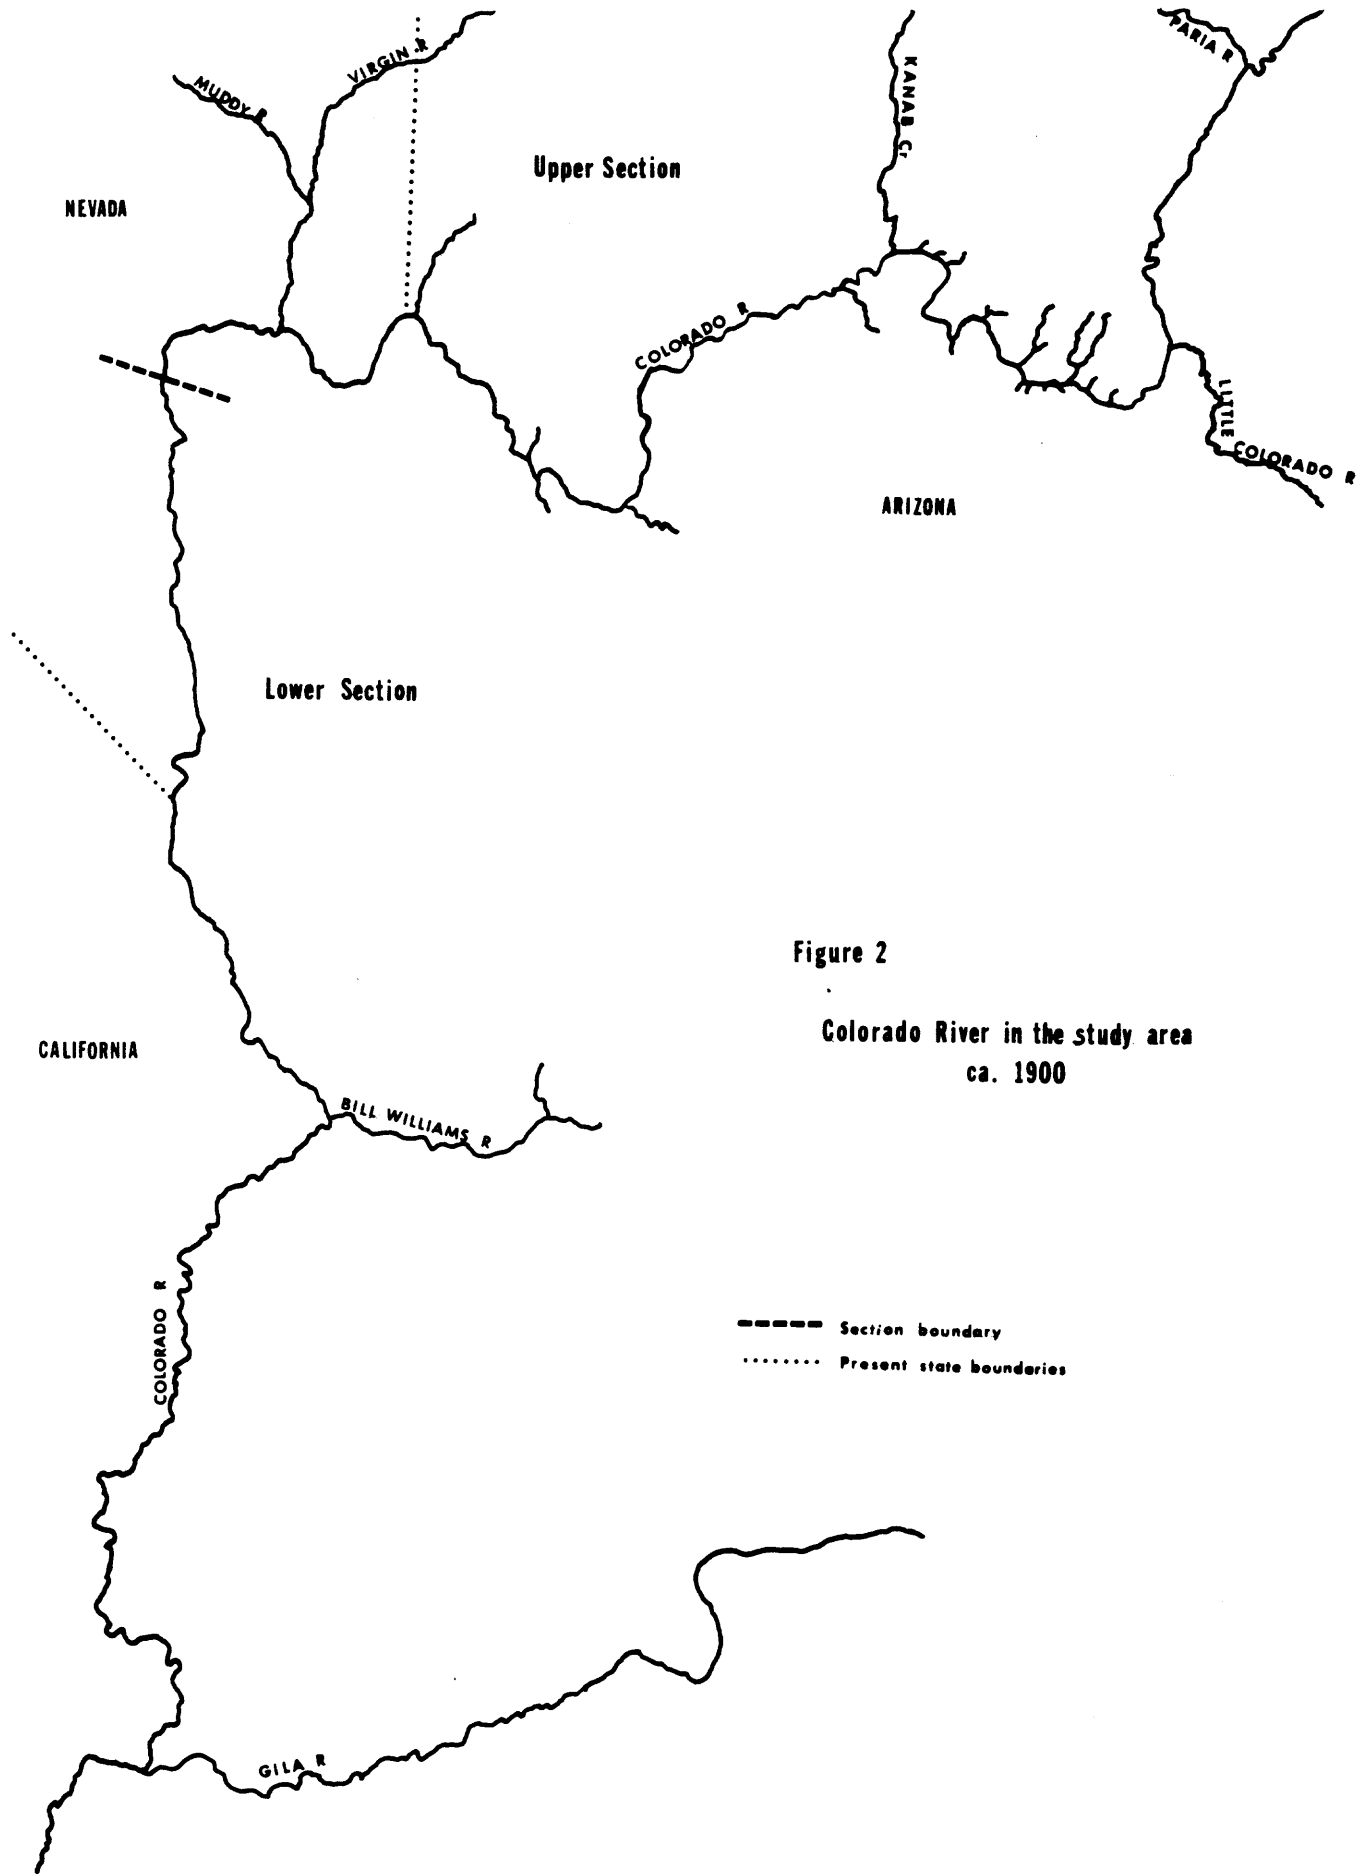 PARIA R
VIRGIN R
MUDDY R
KANAB Cr
Upper Section
NEVADA
COLORADO R
LITTLE COLORADO R
ARIZONA
Lower Section
Figure 2
Colorado River in the study area
ca. 1900
CALIFORNIA
BILL WILLIAMS R
COLORADO R
Section boundary
Present state boundaries
GILA R